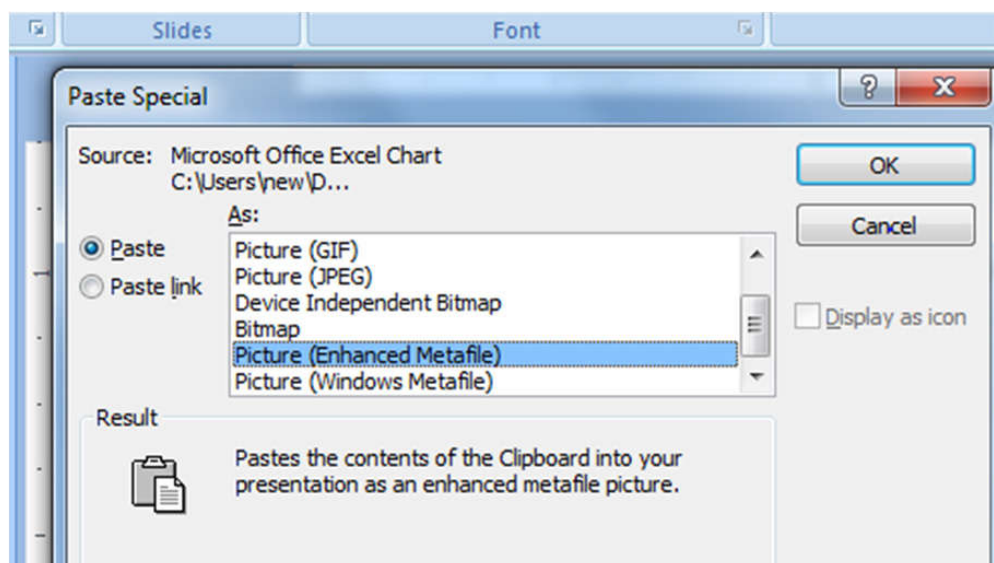 Slides Font
Paste Special
Source: Microsoft Office Excel Chart
C:\Users\new\D...
As:
Paste
Paste link
Picture (GIF)
Picture (JPEG)
Device Independent Bitmap
Bitmap
Picture (Enhanced Metafile)
Picture (Windows Metafile)
OK
Cancel
Display as icon
Result
Pastes the contents of the Clipboard into your
presentation as an enhanced metafile picture.